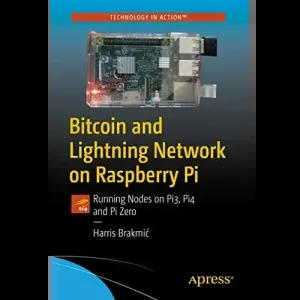 TECHNOLOGY IN ACTION™
Bitcoin and
Lightning Network
on Raspberry Pi
Running Nodes on Pi3, Pi4
and Pi Zero
Harris Brakmić
Apress®